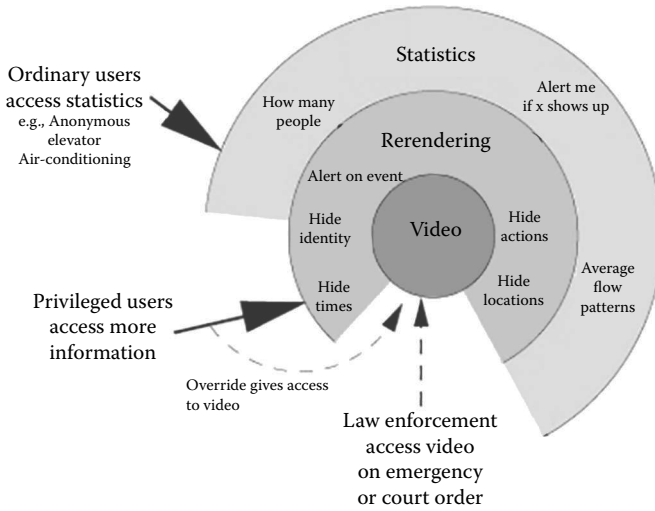 Statistics
Ordinary users
access statistics
e.g., Anonymous
elevator
Air-conditioning
How many
people
Alert me
if x shows up
Rerendering
Alert on event
Hide
identity
Video
Hide
actions
Hide
times
Hide
locations
Average
flow
patterns
Privileged users
access more
information
Override gives access
to video
Law enforcement
access video
on emergency
or court order